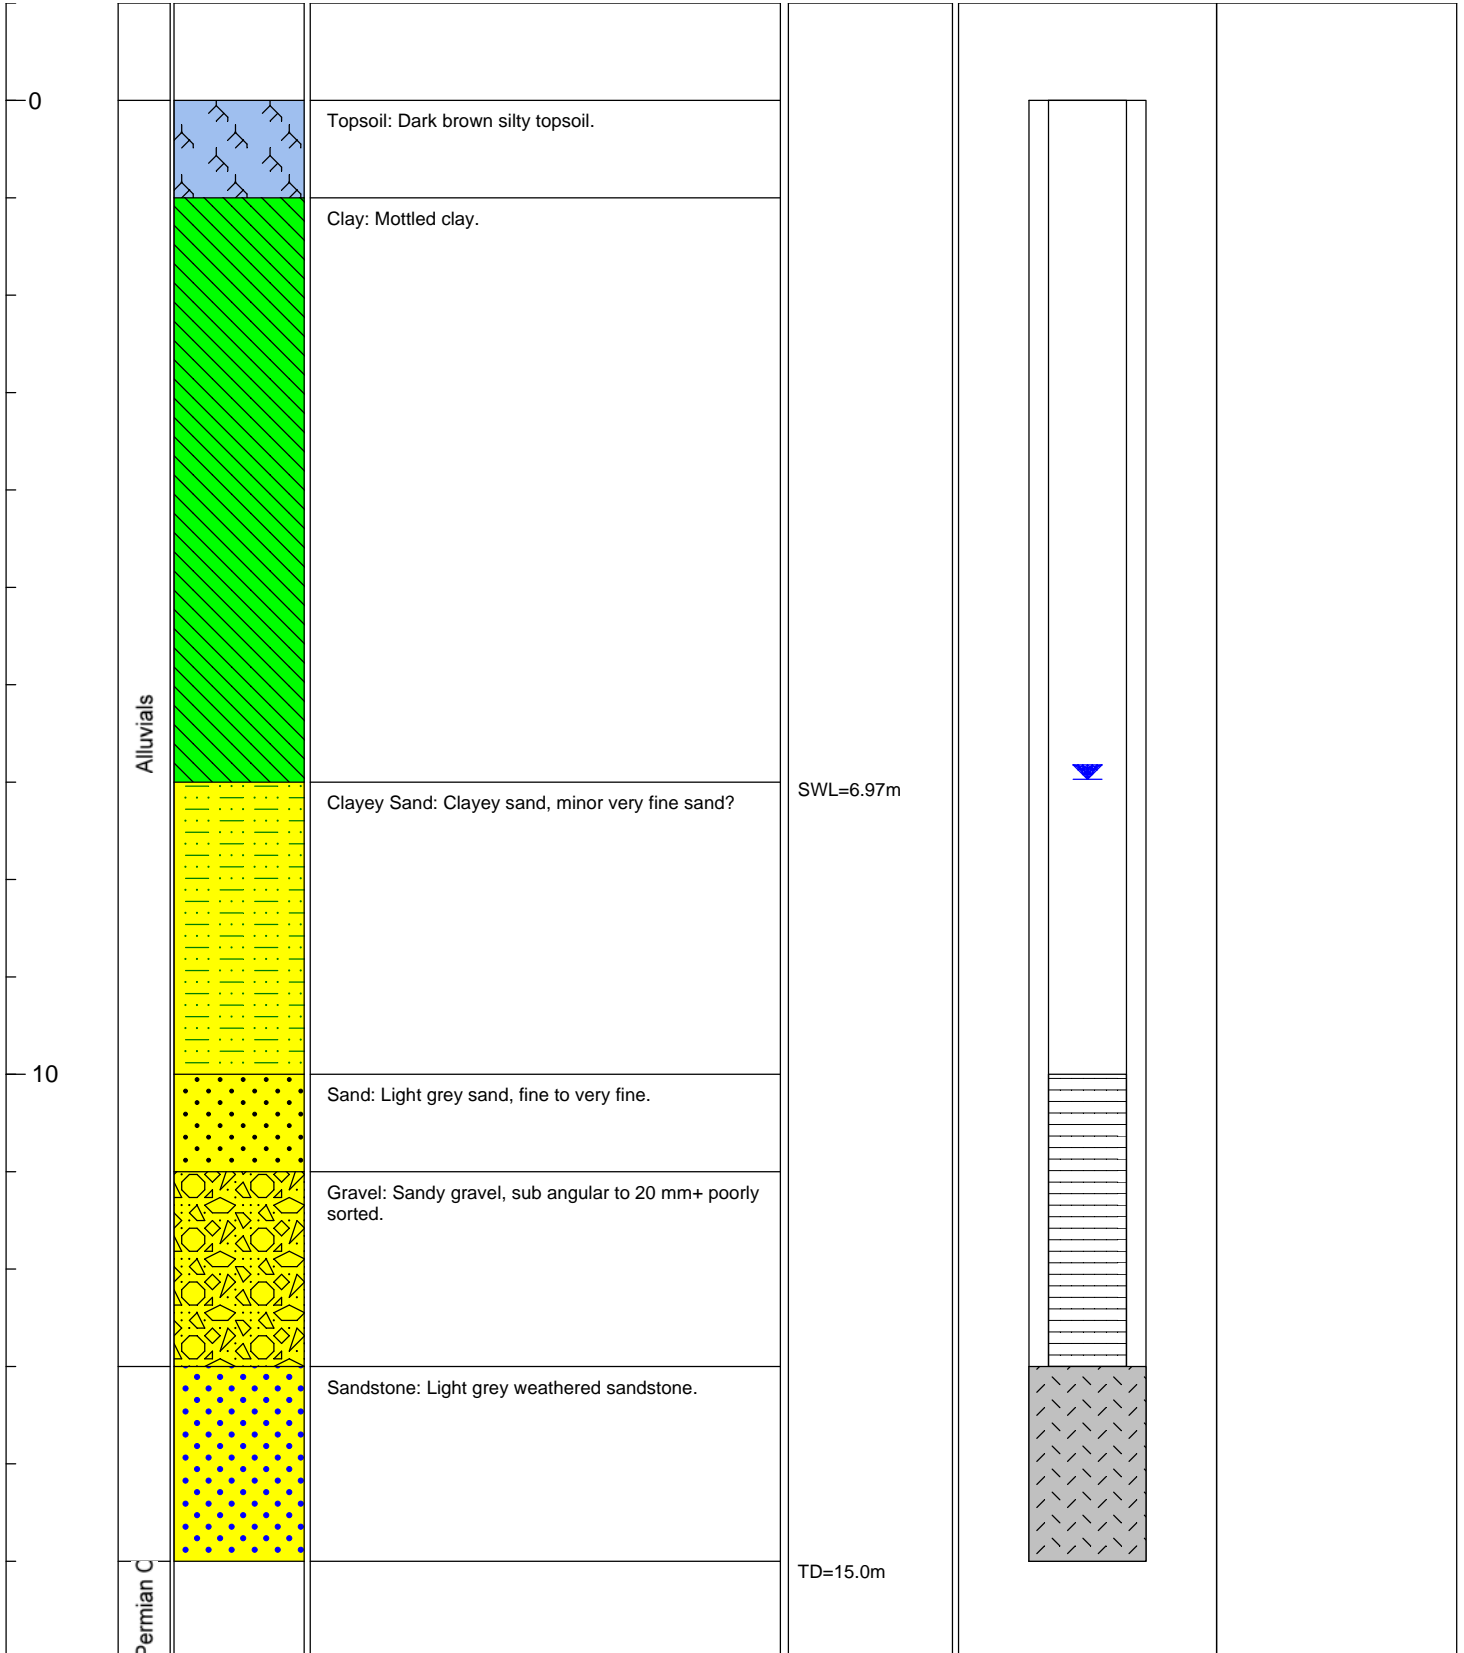 0
Topsoil: Dark brown silty topsoil.
Clay: Mottled clay.
Alluvials
SWL=6.97m
Clayey Sand: Clayey sand, minor very fine sand?
10
Sand: Light grey sand, fine to very fine.
Gravel: Sandy gravel, sub angular to 20 mm+ poorly
sorted.
Sandstone: Light grey weathered sandstone.
TD=15.0m
Permian